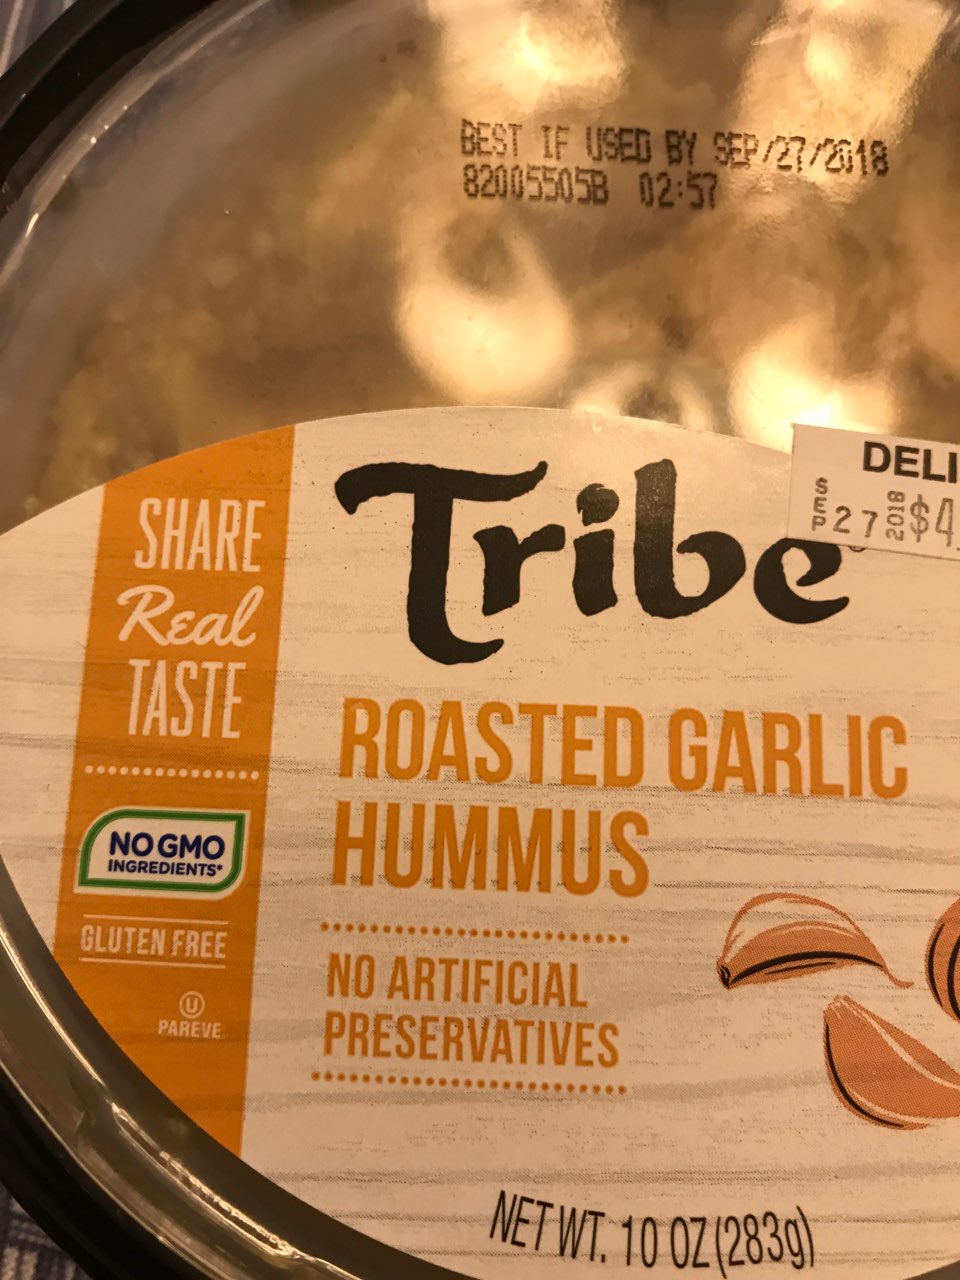 BEST IF USED BY SEP/27/2018
82005505B 02:57
DELI
SEP 27 2018 $4.
Tribe
SHARE
Real
TASTE
ROASTED GARLIC
HUMMUS
NO GMO
INGREDIENTS*
GLUTEN FREE
U
PAREVE
NO ARTIFICIAL
PRESERVATIVES
NET WT. 10 OZ (283g)